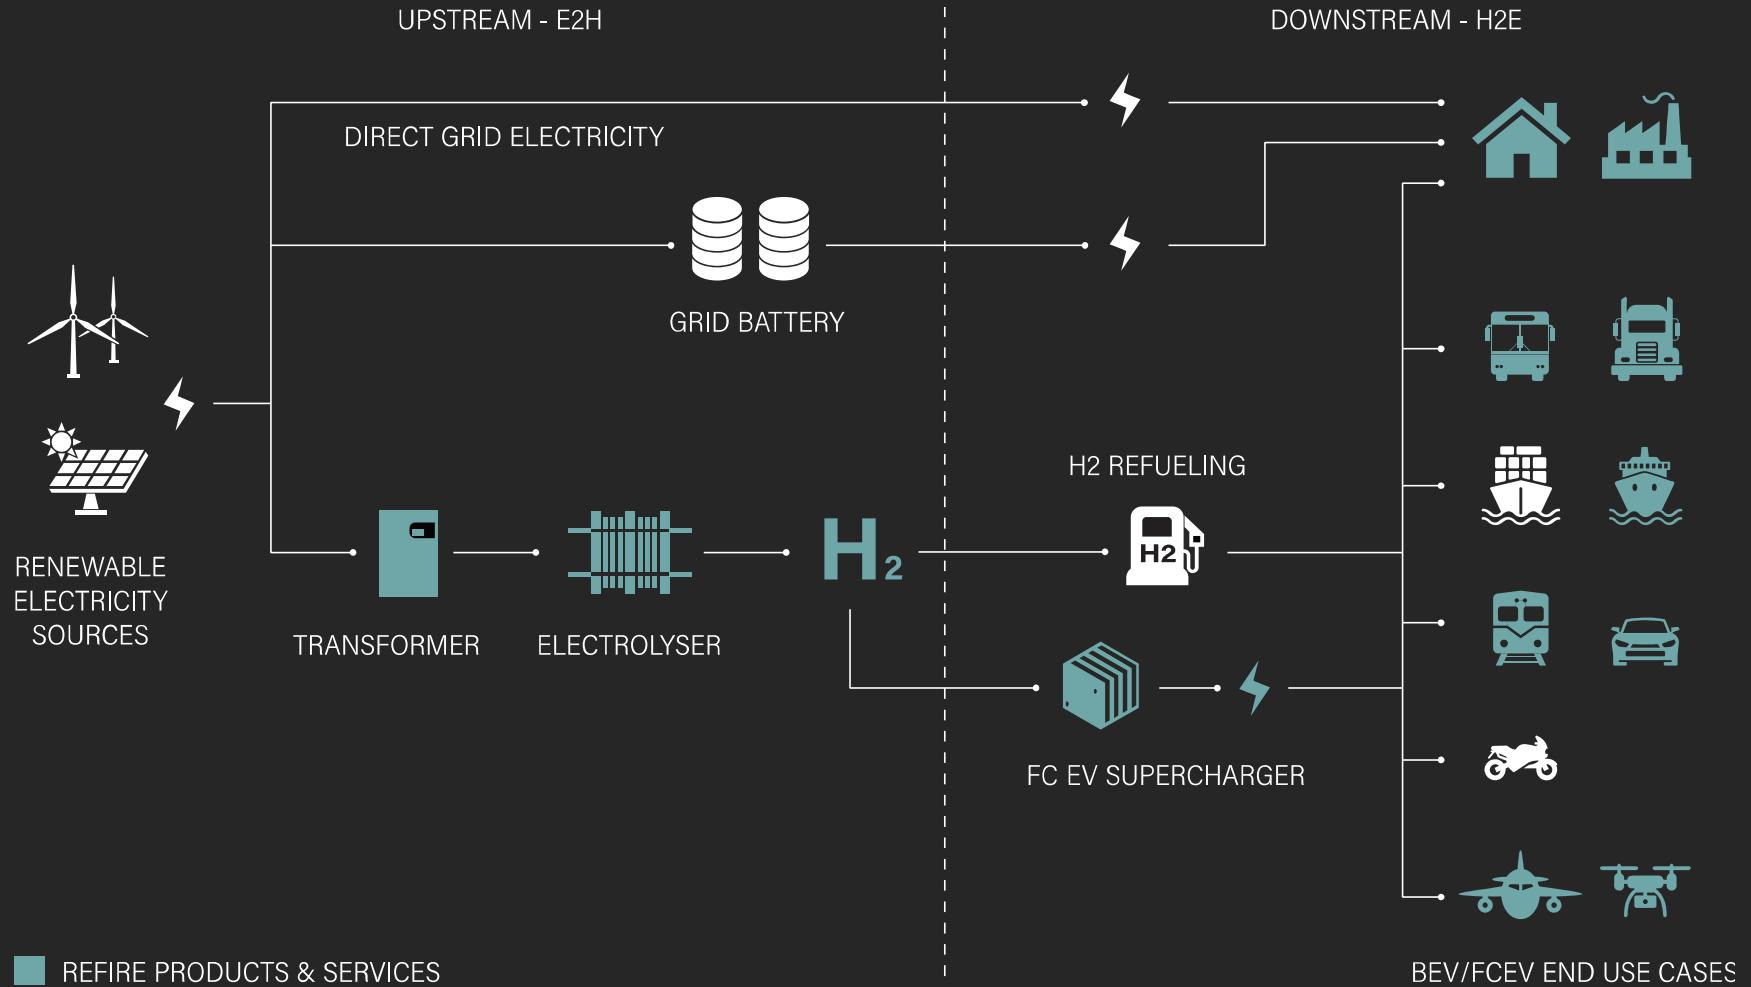 UPSTREAM - E2H
DOWNSTREAM - H2E
DIRECT GRID ELECTRICITY
GRID BATTERY
H2 REFUELING
H2
H2
RENEWABLE
ELECTRICITY
SOURCES
TRANSFORMER
ELECTROLYSER
FC EV SUPERCHARGER
REFIRE PRODUCTS & SERVICES
BEV/FCEV END USE CASES